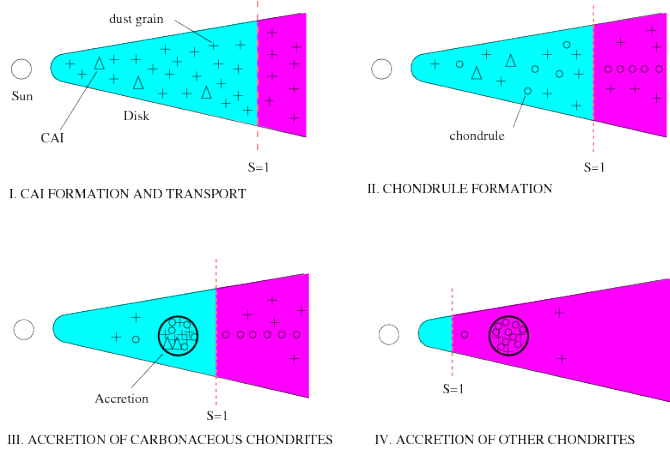 dust grain
Sun
CAI
Disk
S=1
I. CAI FORMATION AND TRANSPORT
chondrule
S=1
II. CHONDRULE FORMATION
Accretion
S=1
III. ACCRETION OF CARBONACEOUS CHONDRITES
S=1
IV. ACCRETION OF OTHER CHONDRITES